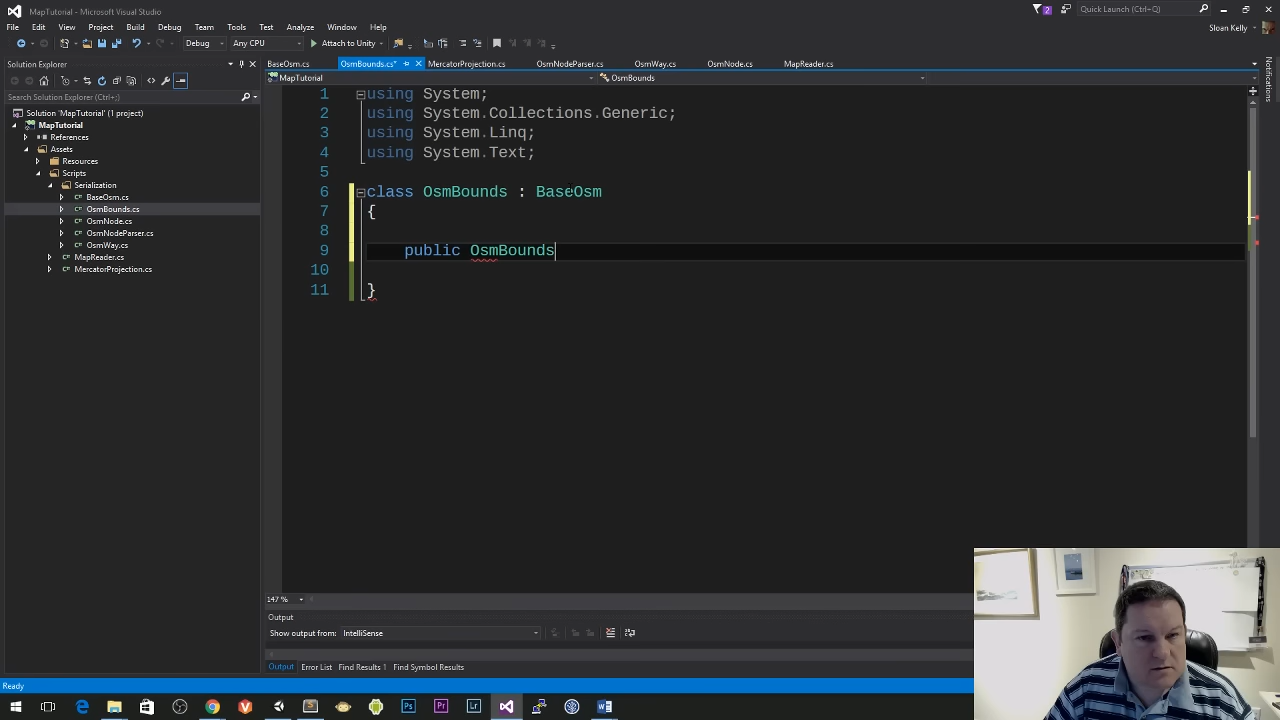 MapTutorial - Microsoft Visual Studio
2
Quick Launch (Ctrl+Q)
File Edit View Project Build Debug Team Tools Test Analyze Window Help
Sloan Kelly
Debug Any CPU Attach to Unity
Solution Explorer
BaseOsm.cs OsmBounds.cs* MercatorProjection.cs OsmNodeParser.cs OsmWay.cs OsmNode.cs MapReader.cs
MapTutorial OsmBounds
Search Solution Explorer (Ctrl+;)
Solution 'MapTutorial' (1 project)
MapTutorial
References
Assets
Resources
Scripts
Serialization
BaseOsm.cs
OsmBounds.cs
OsmNode.cs
OsmNodeParser.cs
OsmWay.cs
MapReader.cs
MercatorProjection.cs
1 using System;
2 using System.Collections.Generic;
3 using System.Linq;
4 using System.Text;
5
6 class OsmBounds : BaseOsm
7 {
8
9 public OsmBounds
10
11 }
Notifications
147 %
Output
Show output from: IntelliSense
Output Error List Find Results 1 Find Symbol Results
Ready